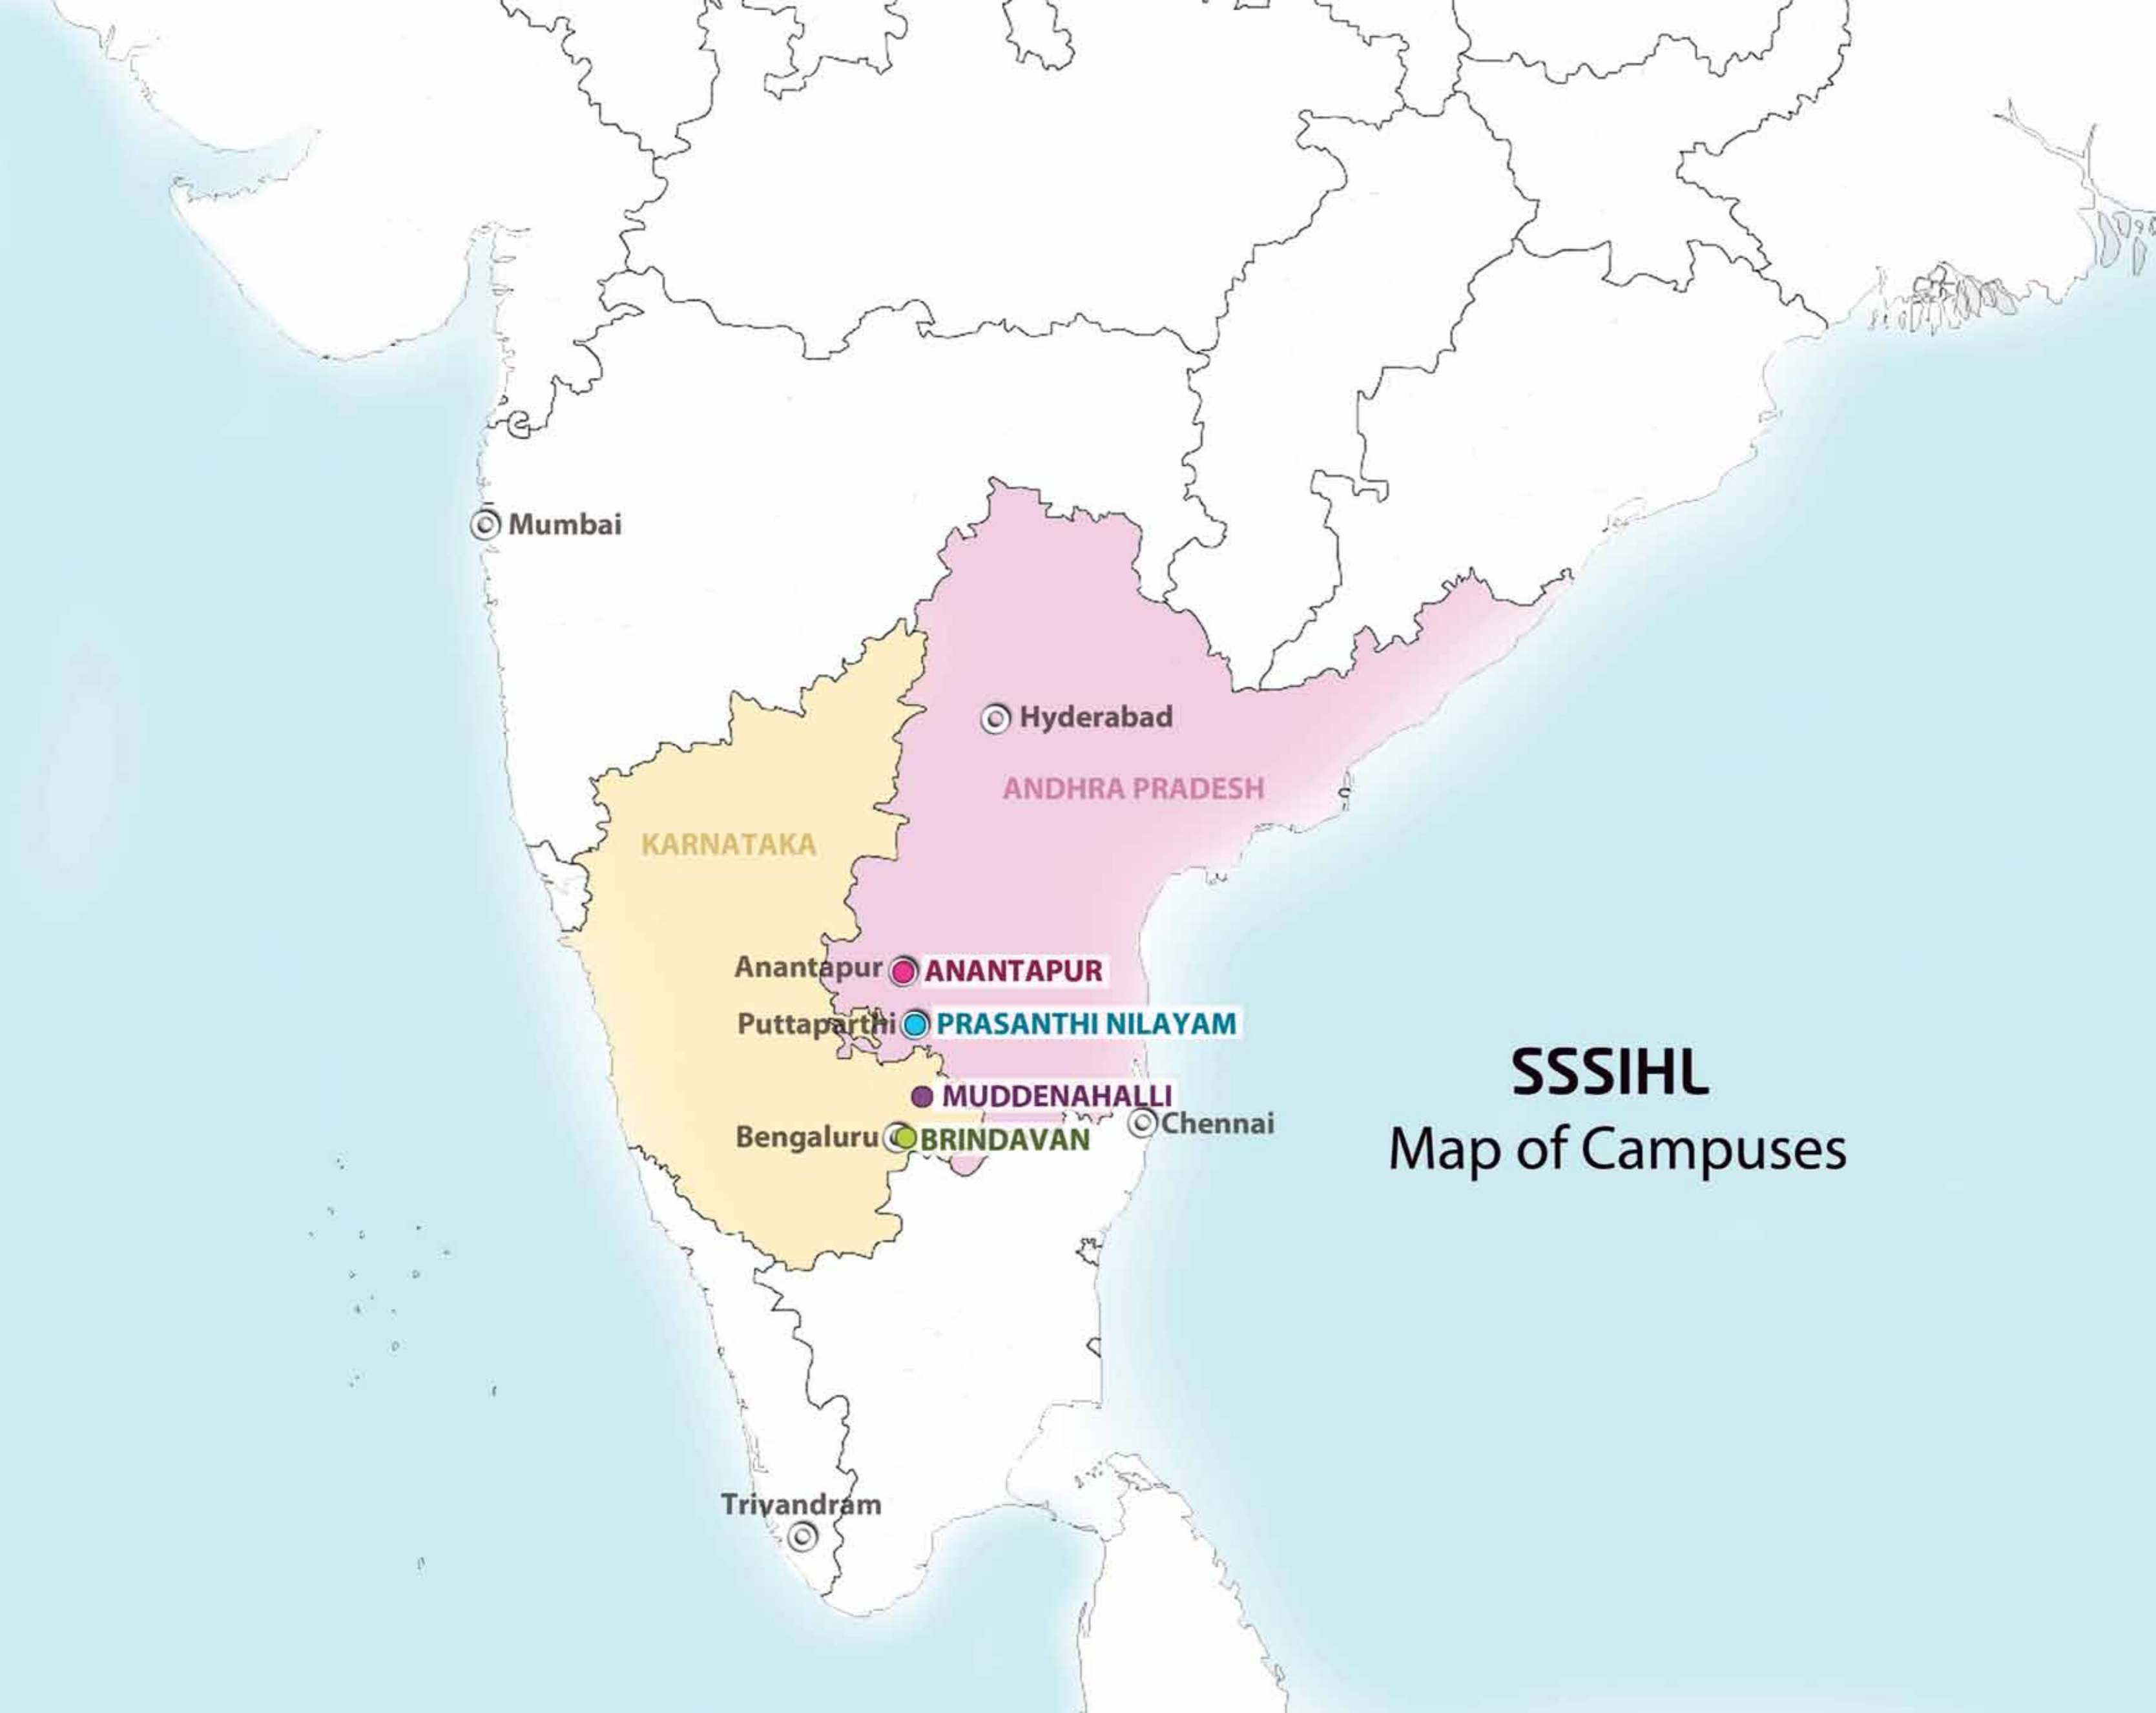 Mumbai
Hyderabad
ANDHRA PRADESH
KARNATAKA
Anantapur ANANTAPUR
Puttaparthi PRASANTHI NILAYAM
MUDDENAHALLI
Chennai
Bengaluru BRINDAVAN
SSSIHL
Map of Campuses
Trivandram